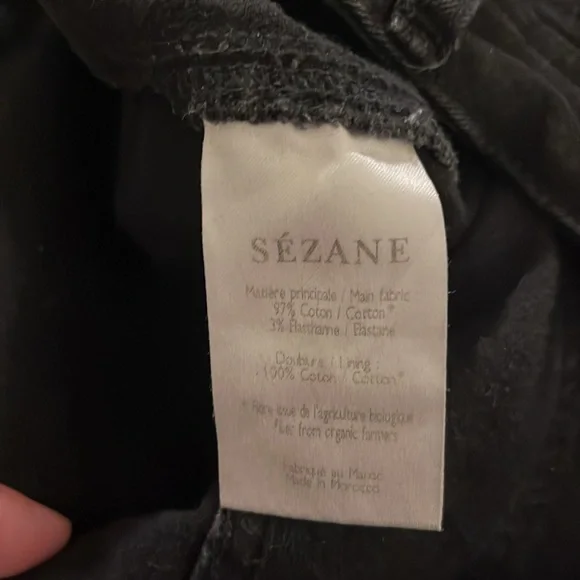 SÉZANE
Matière principale / Main fabric :
97% Coton / Cotton*
3% Elasthanne / Elastane
Doublure / Lining :
100% Coton / Cotton*
* Fibre issue de l'agriculture biologique
fiber from organic farmers
Fabriqué au Maroc
Made in Morocco